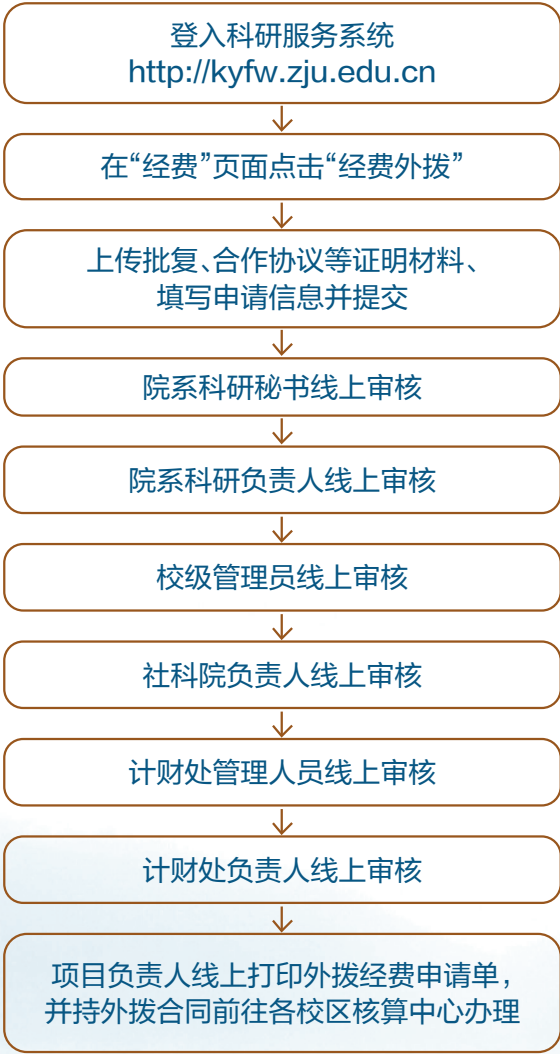 登入科研服务系统
http://kyfw.zju.edu.cn
在“经费”页面点击“经费外拨”
上传批复、合作协议等证明材料、
填写申请信息并提交
院系科研秘书线上审核
院系科研负责人线上审核
校级管理员线上审核
社科院负责人线上审核
计财处管理人员线上审核
计财处负责人线上审核
项目负责人线上打印外拨经费申请单，
并持外拨合同前往各校区核算中心办理